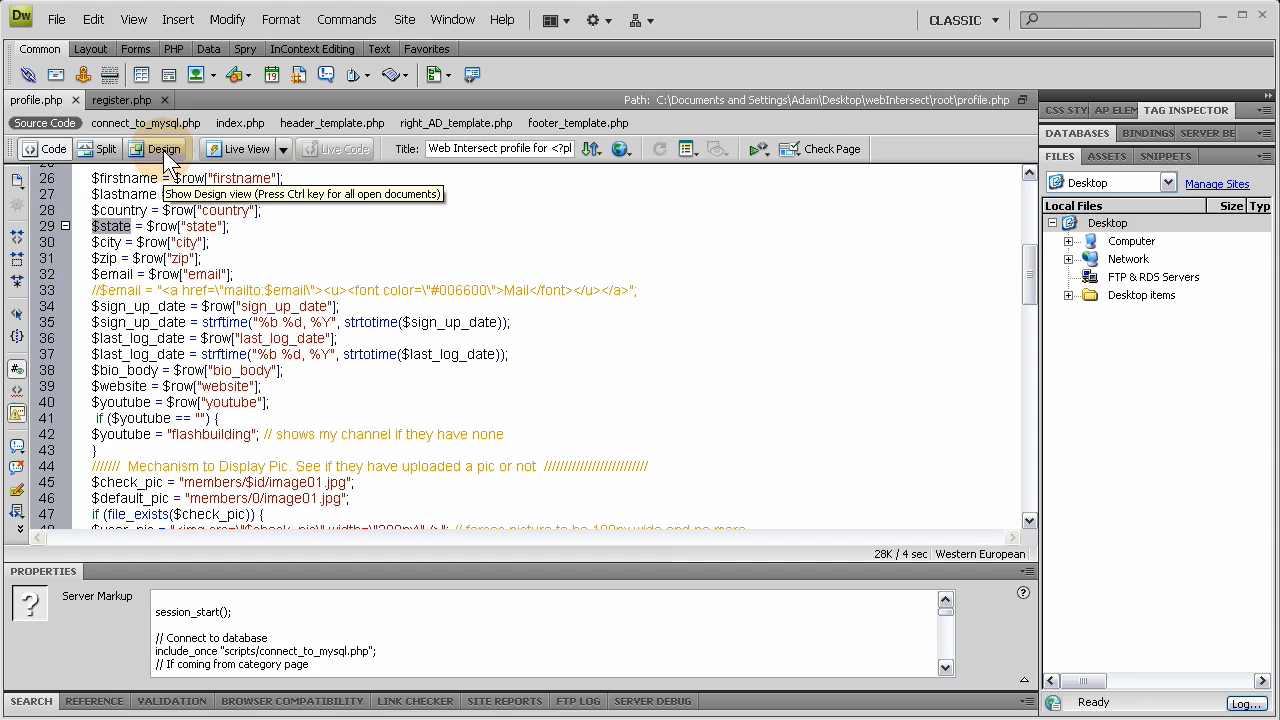 Dw File Edit View Insert Modify Format Commands Site Window Help CLASSIC
Common Layout Forms PHP Data Spry InContext Editing Text Favorites
profile.php register.php Path: C:\Documents and Settings\Adam\Desktop\webIntersect\root\profile.php
Source Code connect_to_mysql.php index.php header_template.php right_AD_template.php footer_template.php
Code Split Design Live View Live Code Title: Web Intersect profile for <?pl Check Page
26 $firstname = $row["firstname"];
27 $lastname
Show Design view (Press Ctrl key for all open documents)
28 $country = $row["country"];
29 $state = $row["state"];
30 $city = $row["city"];
31 $zip = $row["zip"];
32 $email = $row["email"];
33 //$email = "<a href=\"mailto:$email\"><u><font color=\"#006600\">Mail</font></u></a>";
34 $sign_up_date = $row["sign_up_date"];
35 $sign_up_date = strftime("%b %d, %Y", strtotime($sign_up_date));
36 $last_log_date = $row["last_log_date"];
37 $last_log_date = strftime("%b %d, %Y", strtotime($last_log_date));
38 $bio_body = $row["bio_body"];
39 $website = $row["website"];
40 $youtube = $row["youtube"];
41 if ($youtube == "") {
42 $youtube = "flashbuilding"; // shows my channel if they have none
43 }
44 /////// Mechanism to Display Pic. See if they have uploaded a pic or not //////////////////////////
45 $check_pic = "members/$id/image01.jpg";
46 $default_pic = "members/0/image01.jpg";
47 if (file_exists($check_pic)) {
28K / 4 sec Western European
PROPERTIES
? Server Markup
session_start();
// Connect to database
include_once "scripts/connect_to_mysql.php";
// If coming from category page
SEARCH REFERENCE VALIDATION BROWSER COMPATIBILITY LINK CHECKER SITE REPORTS FTP LOG SERVER DEBUG
CSS STY AP ELEM TAG INSPECTOR
DATABASES BINDINGS SERVER BE
FILES ASSETS SNIPPETS
Desktop Manage Sites
Local Files Size Typ
Desktop
Computer
Network
FTP & RDS Servers
Desktop items
Ready Log...